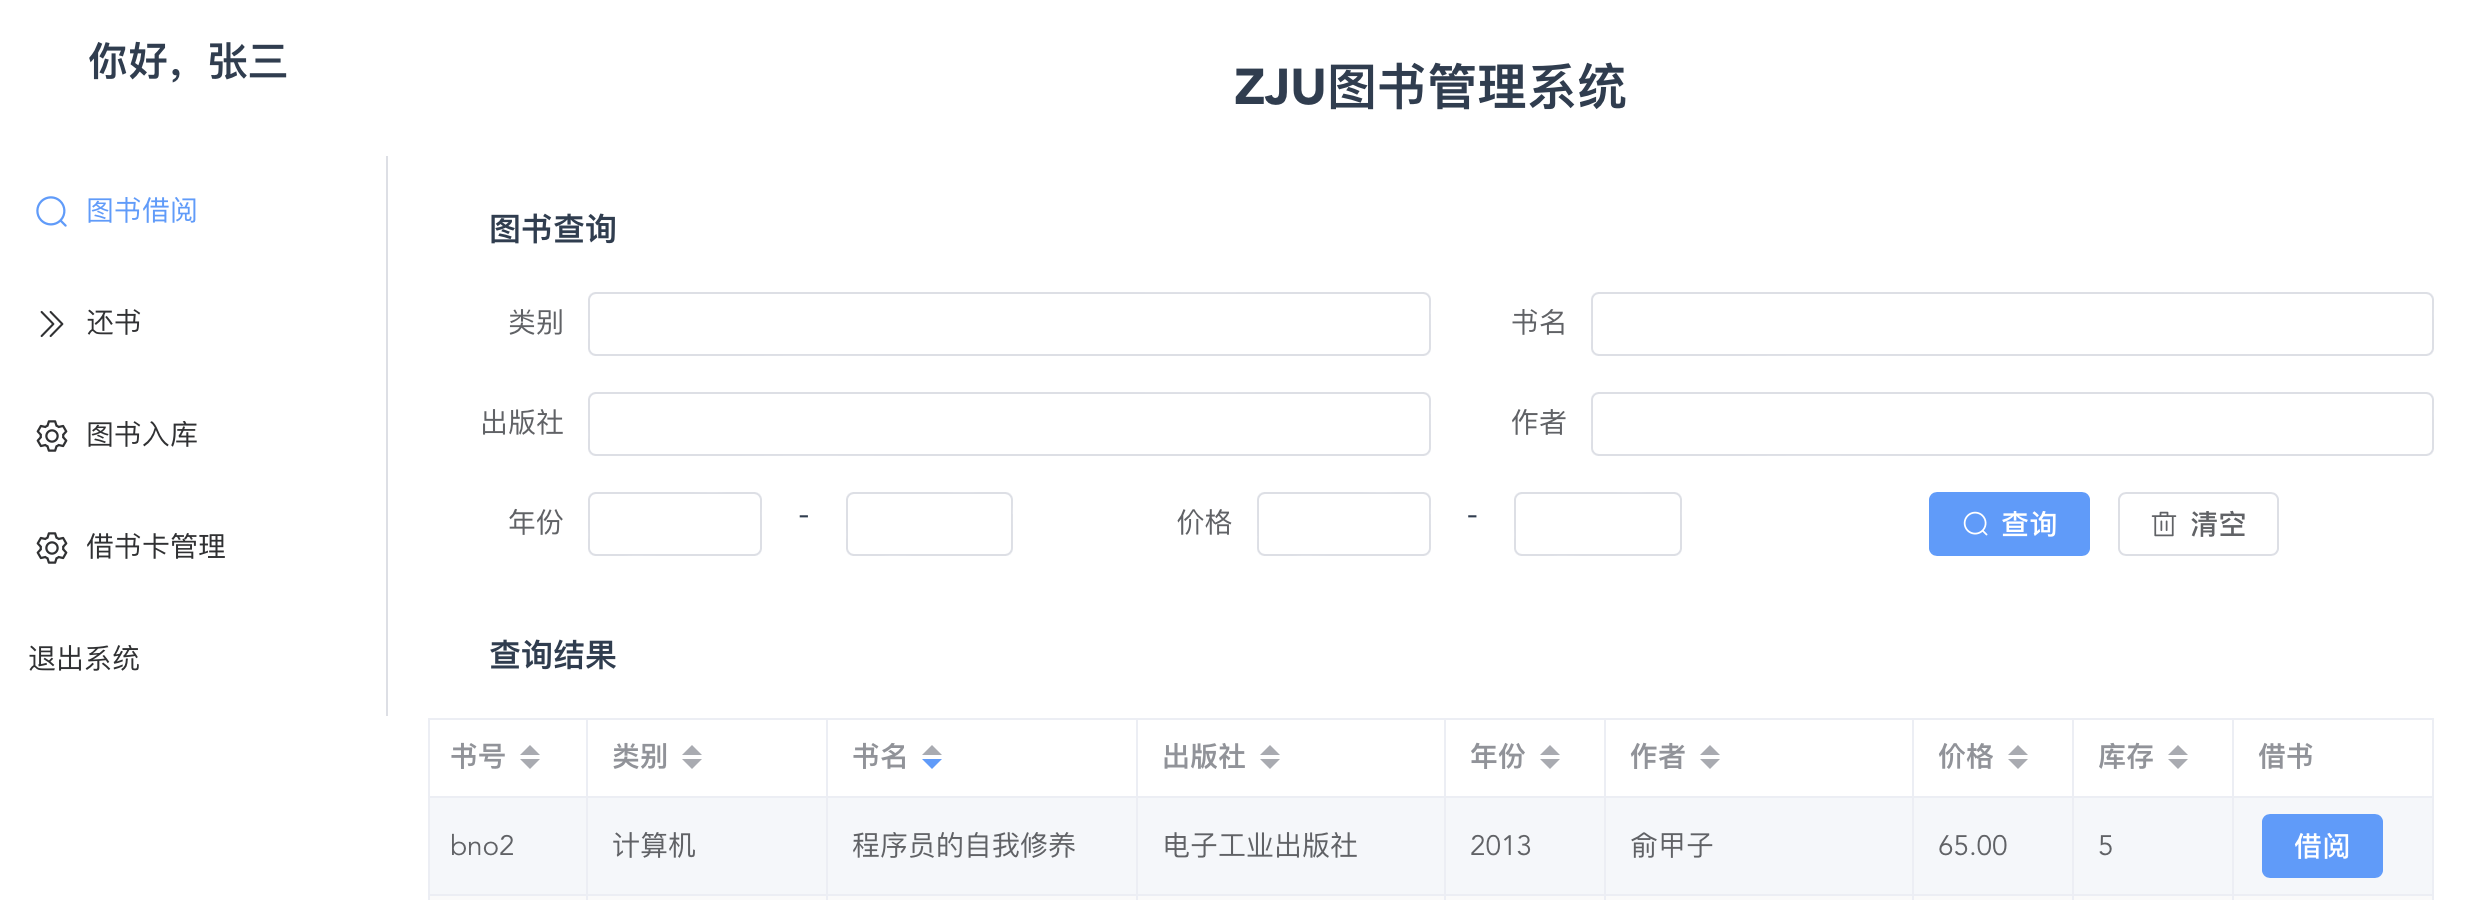 你好，张三
ZJU图书管理系统
图书借阅
还书
图书入库
借书卡管理
退出系统
图书查询
类别 书名
出版社 作者
年份 - 价格 - 查询 清空
查询结果
书号 类别 书名 出版社 年份 作者 价格 库存 借书
bno2 计算机 程序员的自我修养 电子工业出版社 2013 俞甲子 65.00 5 借阅